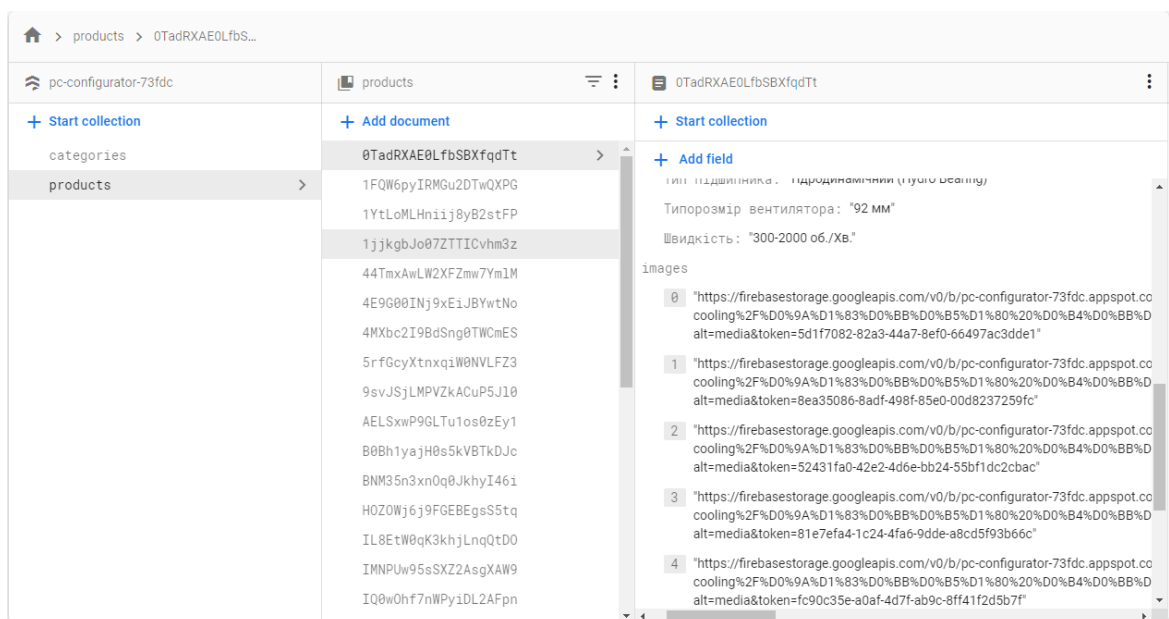 products > 0TadRXAE0LfbS…
pc-configurator-73fdc
+ Start collection
categories
products
products
+ Add document
0TadRXAE0LfbSBXfqdTt
1FQW6pyIRMGu2DTwQXPG
1YtLoMLHniij8yB2stFP
1jjkgbJo07ZTTICvhm3z
44TmxAwLW2XFZmw7YmlM
4E9G00INj9xEiJBYwtNo
4MXbc2I9BdSng0TWCmES
5rfGcyXtnxqiW0NVLFZ3
9svJSjLMPVZkACuP5Jl0
AELSxwP9GLTu1os0zEy1
B0Bh1yajH0s5kVBTkDJc
BNM35n3xnOq0JkhyI46i
HOZOWj6j9FGEBEgsS5tq
IL8EtW0qK3khjLnqQtDO
IMNPUw95sSXZ2AsgXAW9
IQ0wOhf7nWPyiDL2AFpn
0TadRXAE0LfbSBXfqdTt
+ Start collection
+ Add field
Тип підшипника: "Гідродинамічний (Hydro Bearing)
Типорозмір вентилятора: "92 мм"
Швидкість: "300-2000 об./Хв."
images
0 "https://firebasestorage.googleapis.com/v0/b/pc-configurator-73fdc.appspot.co
cooling%2F%D0%9A%D1%83%D0%BB%D0%B5%D1%80%20%D0%B4%D0%BB%D
alt=media&token=5d1f7082-82a3-44a7-8ef0-66497ac3dde1"
1 "https://firebasestorage.googleapis.com/v0/b/pc-configurator-73fdc.appspot.co
cooling%2F%D0%9A%D1%83%D0%BB%D0%B5%D1%80%20%D0%B4%D0%BB%D
alt=media&token=8ea35086-8adf-498f-85e0-00d8237259fc"
2 "https://firebasestorage.googleapis.com/v0/b/pc-configurator-73fdc.appspot.co
cooling%2F%D0%9A%D1%83%D0%BB%D0%B5%D1%80%20%D0%B4%D0%BB%D
alt=media&token=52431fa0-42e2-4d6e-bb24-55bf1dc2cbac"
3 "https://firebasestorage.googleapis.com/v0/b/pc-configurator-73fdc.appspot.co
cooling%2F%D0%9A%D1%83%D0%BB%D0%B5%D1%80%20%D0%B4%D0%BB%D
alt=media&token=81e7efa4-1c24-4fa6-9dde-a8cd5f93b66c"
4 "https://firebasestorage.googleapis.com/v0/b/pc-configurator-73fdc.appspot.co
cooling%2F%D0%9A%D1%83%D0%BB%D0%B5%D1%80%20%D0%B4%D0%BB%D
alt=media&token=fc90c35e-a0af-4d7f-ab9c-8ff41f2d5b7f"